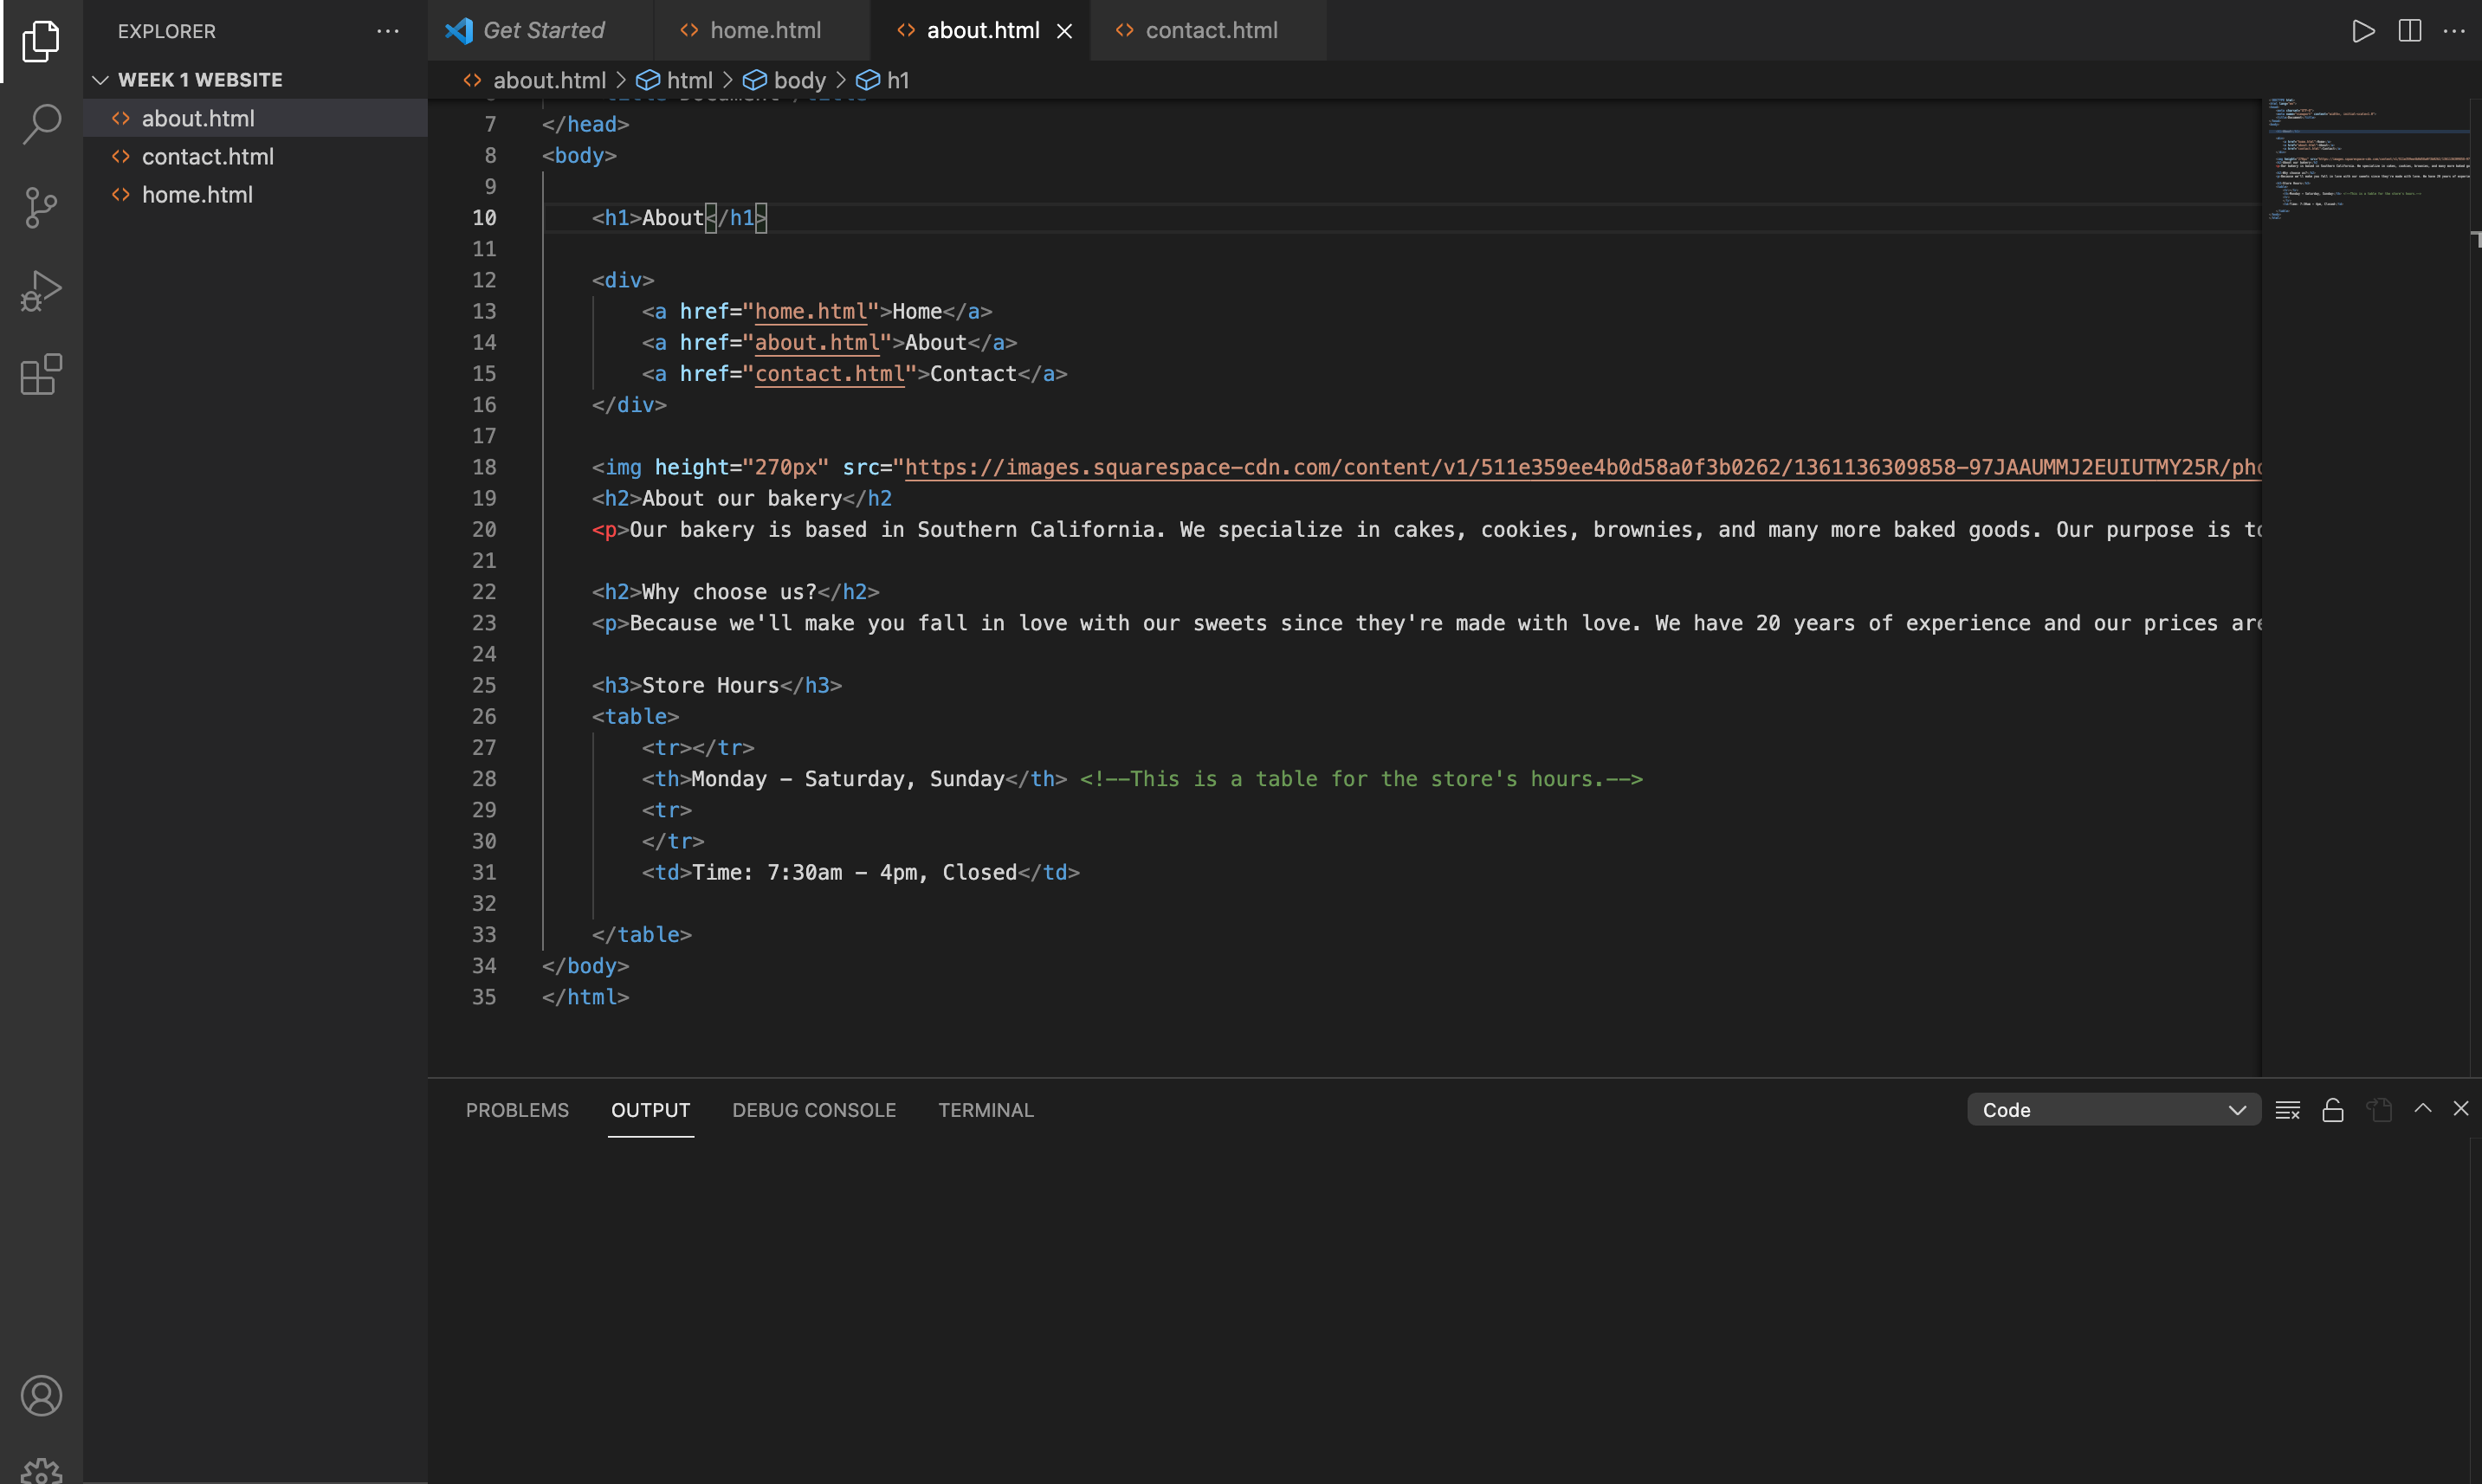 EXPLORER
WEEK 1 WEBSITE
about.html
contact.html
home.html
Get Started
home.html
about.html
contact.html
about.html > html > body > h1
7 </head>
8 <body>
9
10 <h1>About</h1>
11
12 <div>
13 <a href="home.html">Home</a>
14 <a href="about.html">About</a>
15 <a href="contact.html">Contact</a>
16 </div>
17
18 <img height="270px" src="https://images.squarespace-cdn.com/content/v1/511e359ee4b0d58a0f3b0262/1361136309858-97JAAUMMJ2EUIUTMY25R/pho
19 <h2>About our bakery</h2
20 <p>Our bakery is based in Southern California. We specialize in cakes, cookies, brownies, and many more baked goods. Our purpose is to
21
22 <h2>Why choose us?</h2>
23 <p>Because we'll make you fall in love with our sweets since they're made with love. We have 20 years of experience and our prices are
24
25 <h3>Store Hours</h3>
26 <table>
27 <tr></tr>
28 <th>Monday – Saturday, Sunday</th> <!--This is a table for the store's hours.-->
29 <tr>
30 </tr>
31 <td>Time: 7:30am – 4pm, Closed</td>
32
33 </table>
34 </body>
35 </html>
PROBLEMS OUTPUT DEBUG CONSOLE TERMINAL
Code